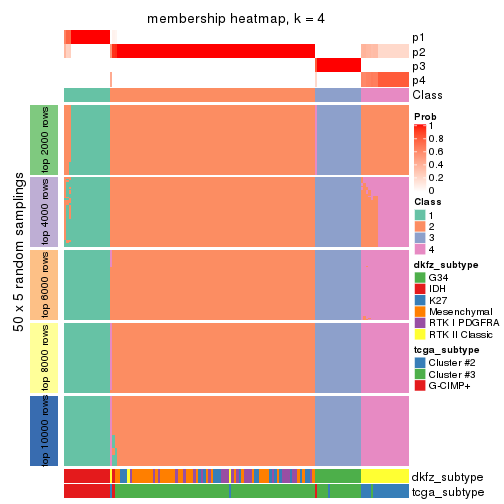 membership heatmap, k = 4
p1
p2
p3
p4
Class
50 x 5 random samplings
top 2000 rows
top 4000 rows
top 6000 rows
top 8000 rows
top 10000 rows
dkfz_subtype
tcga_subtype
Prob
1
0.8
0.6
0.4
0.2
0
Class
1
2
3
4
dkfz_subtype
G34
IDH
K27
Mesenchymal
RTK I PDGFRA
RTK II Classic
tcga_subtype
Cluster #2
Cluster #3
G-CIMP+